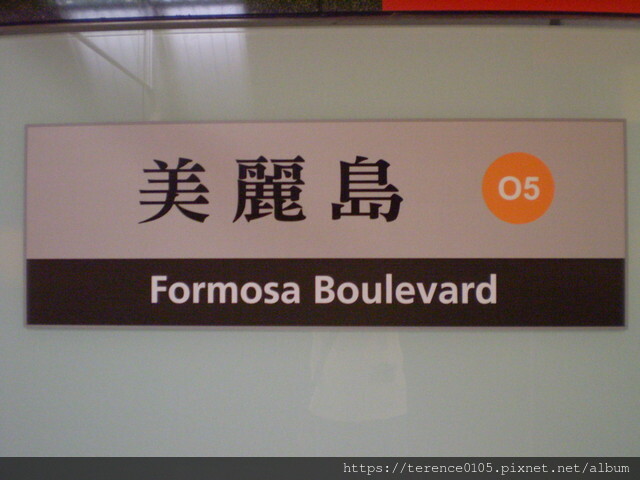 美麗島
O5
Formosa Boulevard
https://terence0105.pixnet.net/album